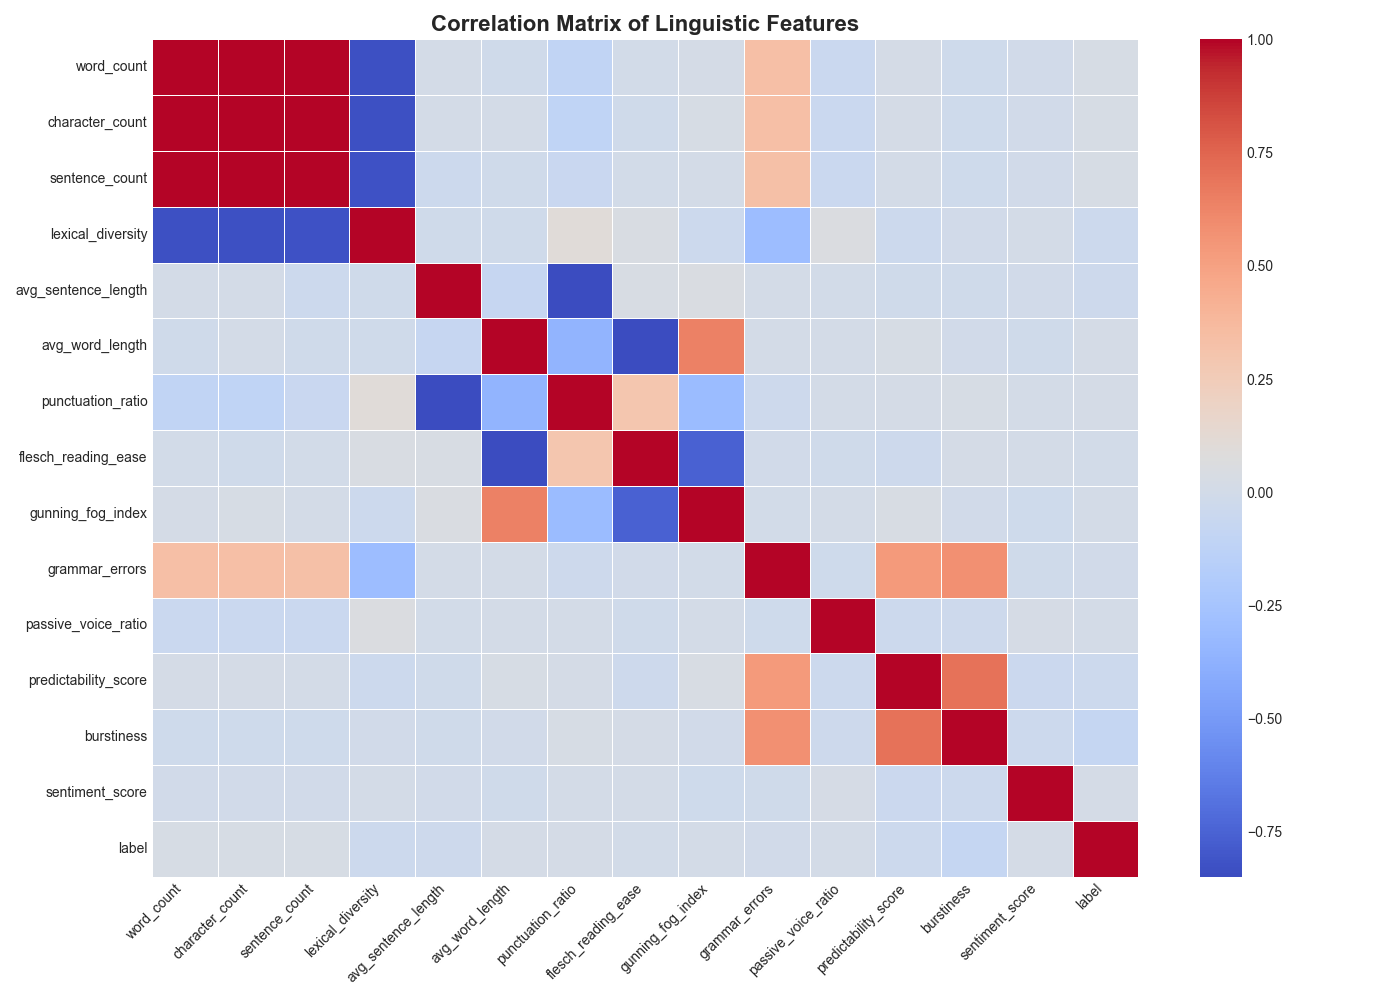 Correlation Matrix of Linguistic Features
word_count
character_count
sentence_count
lexical_diversity
avg_sentence_length
avg_word_length
punctuation_ratio
flesch_reading_ease
gunning_fog_index
grammar_errors
passive_voice_ratio
predictability_score
burstiness
sentiment_score
label
word_count
character_count
sentence_count
lexical_diversity
avg_sentence_length
avg_word_length
punctuation_ratio
flesch_reading_ease
gunning_fog_index
grammar_errors
passive_voice_ratio
predictability_score
burstiness
sentiment_score
label
1.00
0.75
0.50
0.25
0.00
−0.25
−0.50
−0.75